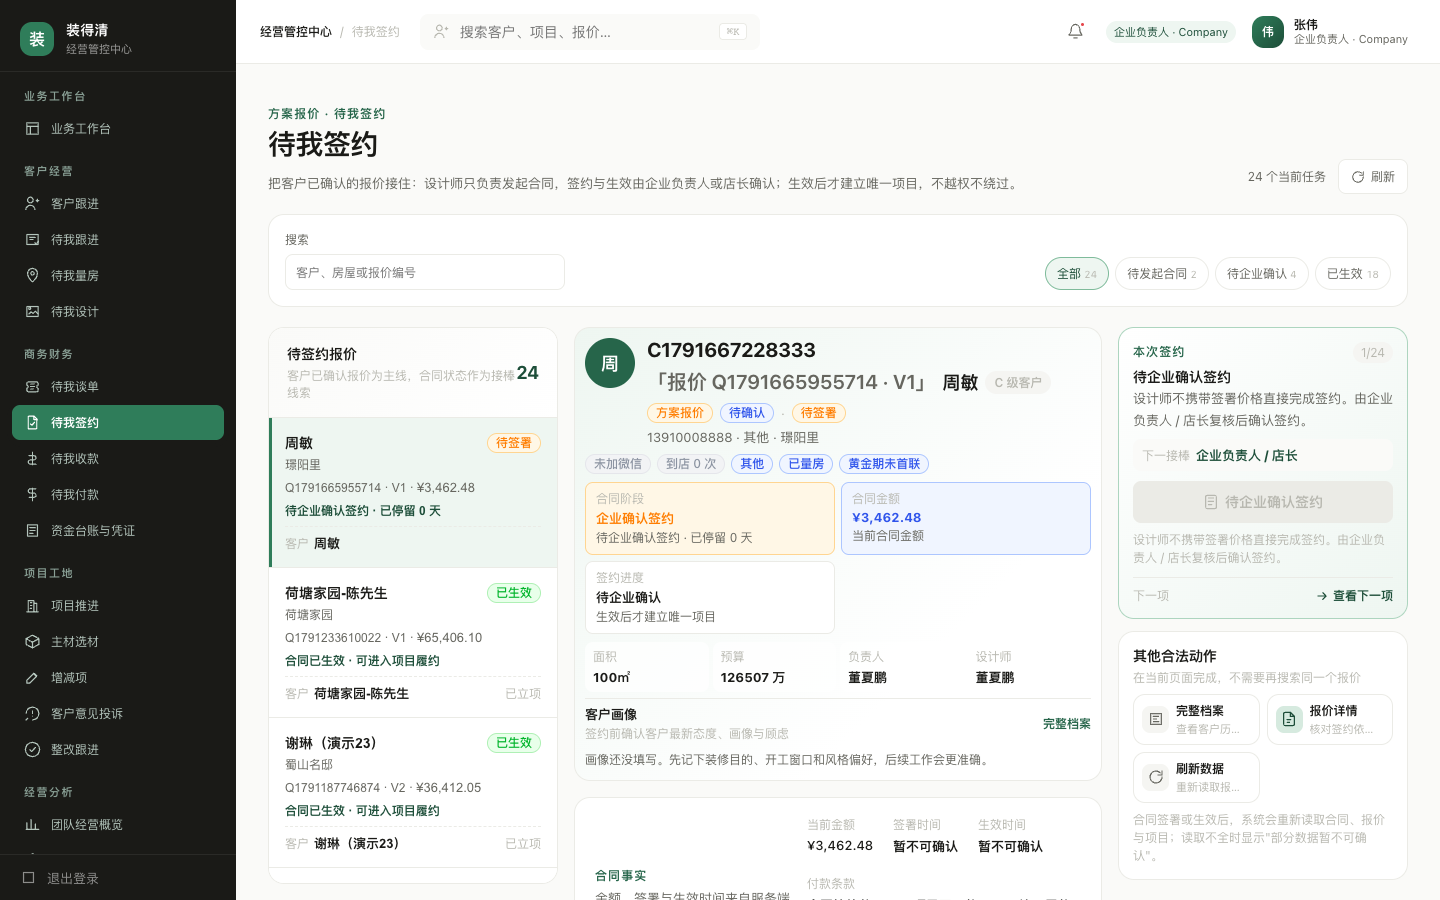 装
装得清
经营管控中心
业务工作台
业务工作台
客户经营
客户跟进
待我跟进
待我量房
待我设计
商务财务
待我谈单
待我签约
待我收款
待我付款
资金台账与凭证
项目工地
项目推进
主材选材
增减项
客户意见投诉
整改跟进
经营分析
团队经营概览
退出登录
经营管控中心 / 待我签约
搜索客户、项目、报价...
⌘K
企业负责人 · Company
伟
张伟
企业负责人 · Company
方案报价 · 待我签约
待我签约
把客户已确认的报价接住：设计师只负责发起合同，签约与生效由企业负责人或店长确认；生效后才建立唯一项目，不越权不绕过。
24 个当前任务
刷新
搜索
客户、房屋或报价编号
全部 24
待发起合同 2
待企业确认 4
已生效 18
待签约报价
客户已确认报价为主线，合同状态作为接棒
线索
24
周敏
待签署
璟阳里
Q1791665955714 · V1 · ¥3,462.48
待企业确认签约 · 已停留 0 天
客户 周敏
荷塘家园-陈先生
已生效
荷塘家园
Q1791233610022 · V1 · ¥65,406.10
合同已生效 · 可进入项目履约
客户 荷塘家园-陈先生
已立项
谢琳（演示23）
已生效
蜀山名邸
Q1791187746874 · V2 · ¥36,412.05
合同已生效 · 可进入项目履约
客户 谢琳（演示23）
已立项
周
C1791667228333
「报价 Q1791665955714 · V1」 周敏 C 级客户
方案报价 待确认 · 待签署
13910008888 · 其他 · 璟阳里
未加微信 到店 0 次 其他 已量房 黄金期未首联
合同阶段
企业确认签约
待企业确认签约 · 已停留 0 天
合同金额
¥3,462.48
当前合同金额
签约进度
待企业确认
生效后才建立唯一项目
面积
100㎡
预算
126507 万
负责人
董夏鹏
设计师
董夏鹏
客户画像
签约前确认客户最新态度、画像与顾虑
完整档案
画像还没填写。先记下装修目的、开工窗口和风格偏好，后续工作会更准确。
合同事实
当前金额
¥3,462.48
签署时间
暂不可确认
生效时间
暂不可确认
付款条款
本次签约
1/24
待企业确认签约
设计师不携带签署价格直接完成签约。由企业
负责人 / 店长复核后确认签约。
下一接棒 企业负责人 / 店长
待企业确认签约
设计师不携带签署价格直接完成签约。由企业负
责人 / 店长复核后确认签约。
下一项
→ 查看下一项
其他合法动作
在当前页面完成，不需要再搜索同一个报价
完整档案
查看客户历...
报价详情
核对签约依...
刷新数据
重新读取报...
合同签署或生效后，系统会重新读取合同、报价
与项目；读取不全时显示"部分数据暂不可确
认"。